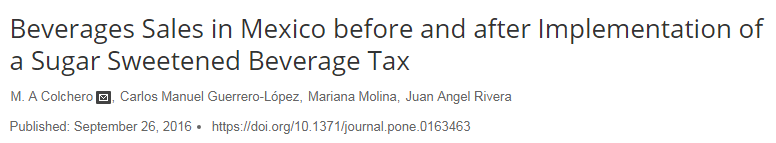 Beverages Sales in Mexico before and after Implementation of
a Sugar Sweetened Beverage Tax
M. A Colchero , Carlos Manuel Guerrero-López, Mariana Molina, Juan Angel Rivera
Published: September 26, 2016 • https://doi.org/10.1371/journal.pone.0163463